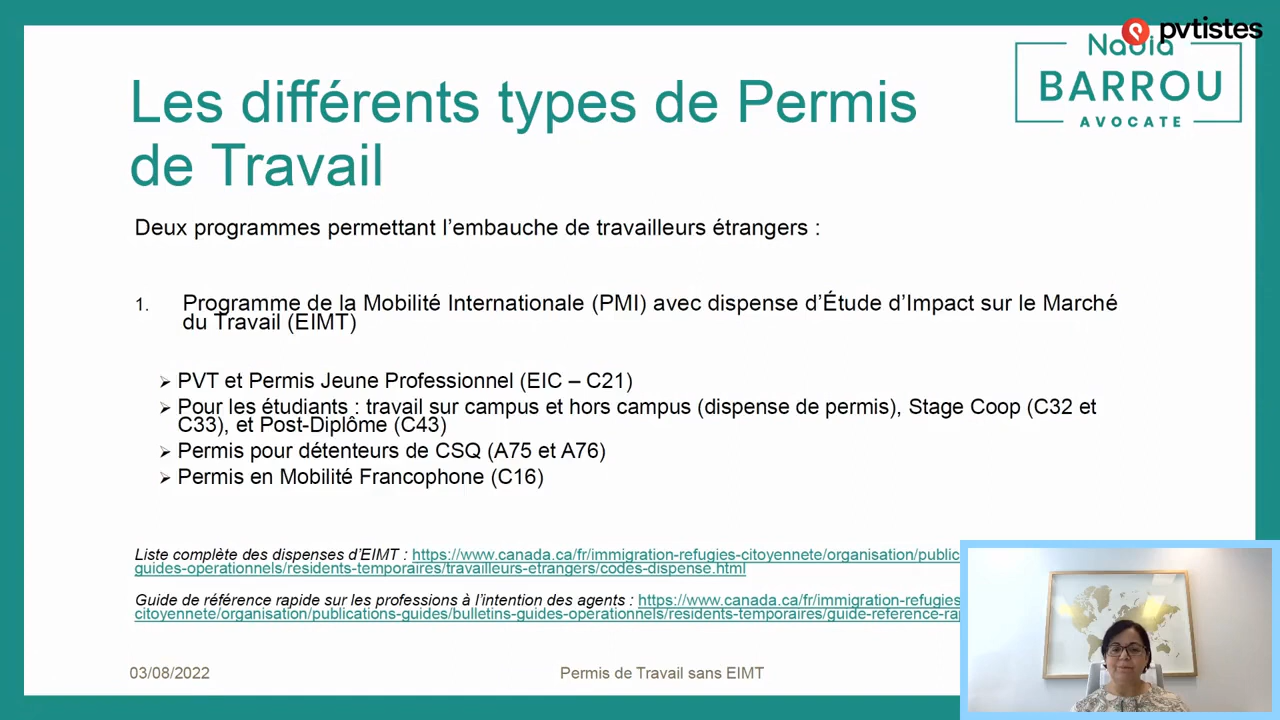 pvtistes
Nadia
BARROU
AVOCATE
Les différents types de Permis
de Travail
Deux programmes permettant l’embauche de travailleurs étrangers :
1. Programme de la Mobilité Internationale (PMI) avec dispense d’Étude d’Impact sur le Marché
du Travail (EIMT)
➢ PVT et Permis Jeune Professionnel (EIC – C21)
➢ Pour les étudiants : travail sur campus et hors campus (dispense de permis), Stage Coop (C32 et
C33), et Post-Diplôme (C43)
➢ Permis pour détenteurs de CSQ (A75 et A76)
➢ Permis en Mobilité Francophone (C16)
Liste complète des dispenses d’EIMT : https://www.canada.ca/fr/immigration-refugies-citoyennete/organisation/public
guides-operationnels/residents-temporaires/travailleurs-etrangers/codes-dispense.html
Guide de référence rapide sur les professions à l’intention des agents : https://www.canada.ca/fr/immigration-refugies
citoyennete/organisation/publications-guides/bulletins-guides-operationnels/residents-temporaires/guide-reference-ra
03/08/2022
Permis de Travail sans EIMT